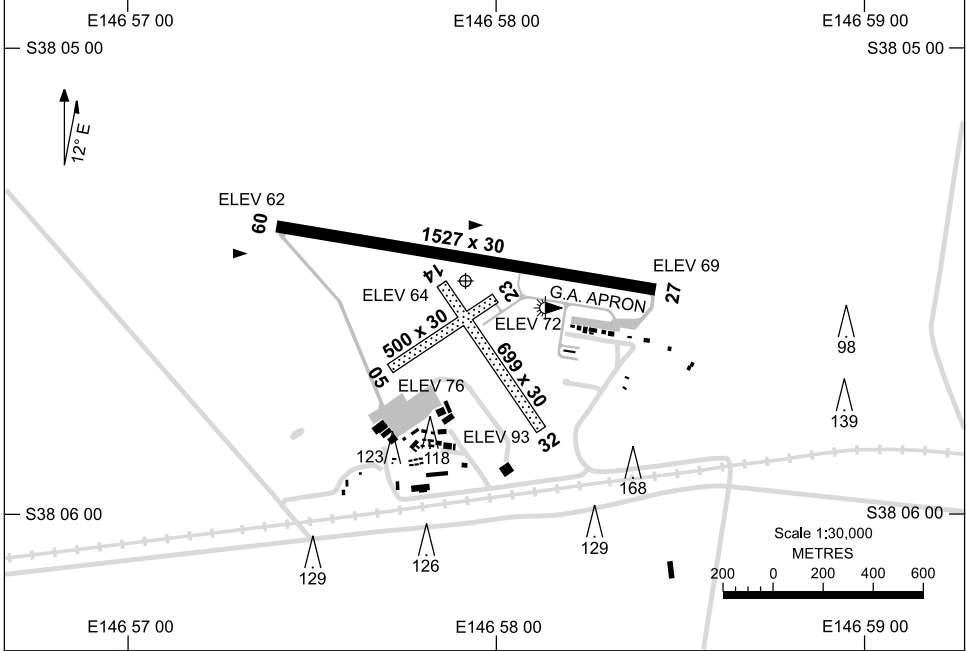 E146 57 00
E146 58 00
E146 59 00
S38 05 00
S38 05 00
12° E
ELEV 62
09
1527 x 30
ELEV 69
27
14
ELEV 64
23
G.A. APRON
ELEV 72
500 x 30
699 x 30
05
ELEV 76
98
139
32
ELEV 93
123
118
168
S38 06 00
S38 06 00
129
126
129
Scale 1:30,000
METRES
200 0 200 400 600
E146 57 00
E146 58 00
E146 59 00